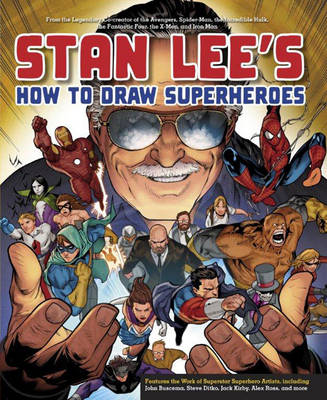 From the Legendary Co-creator of the Avengers, Spider-Man, the Incredible Hulk,
the Fantastic Four, the X-Men, and Iron Man
STAN LEE'S
HOW TO DRAW SUPERHEROES
Features the Work of Superstar Superhero Artists, including
John Buscema, Steve Ditko, Jack Kirby, Alex Ross, and more